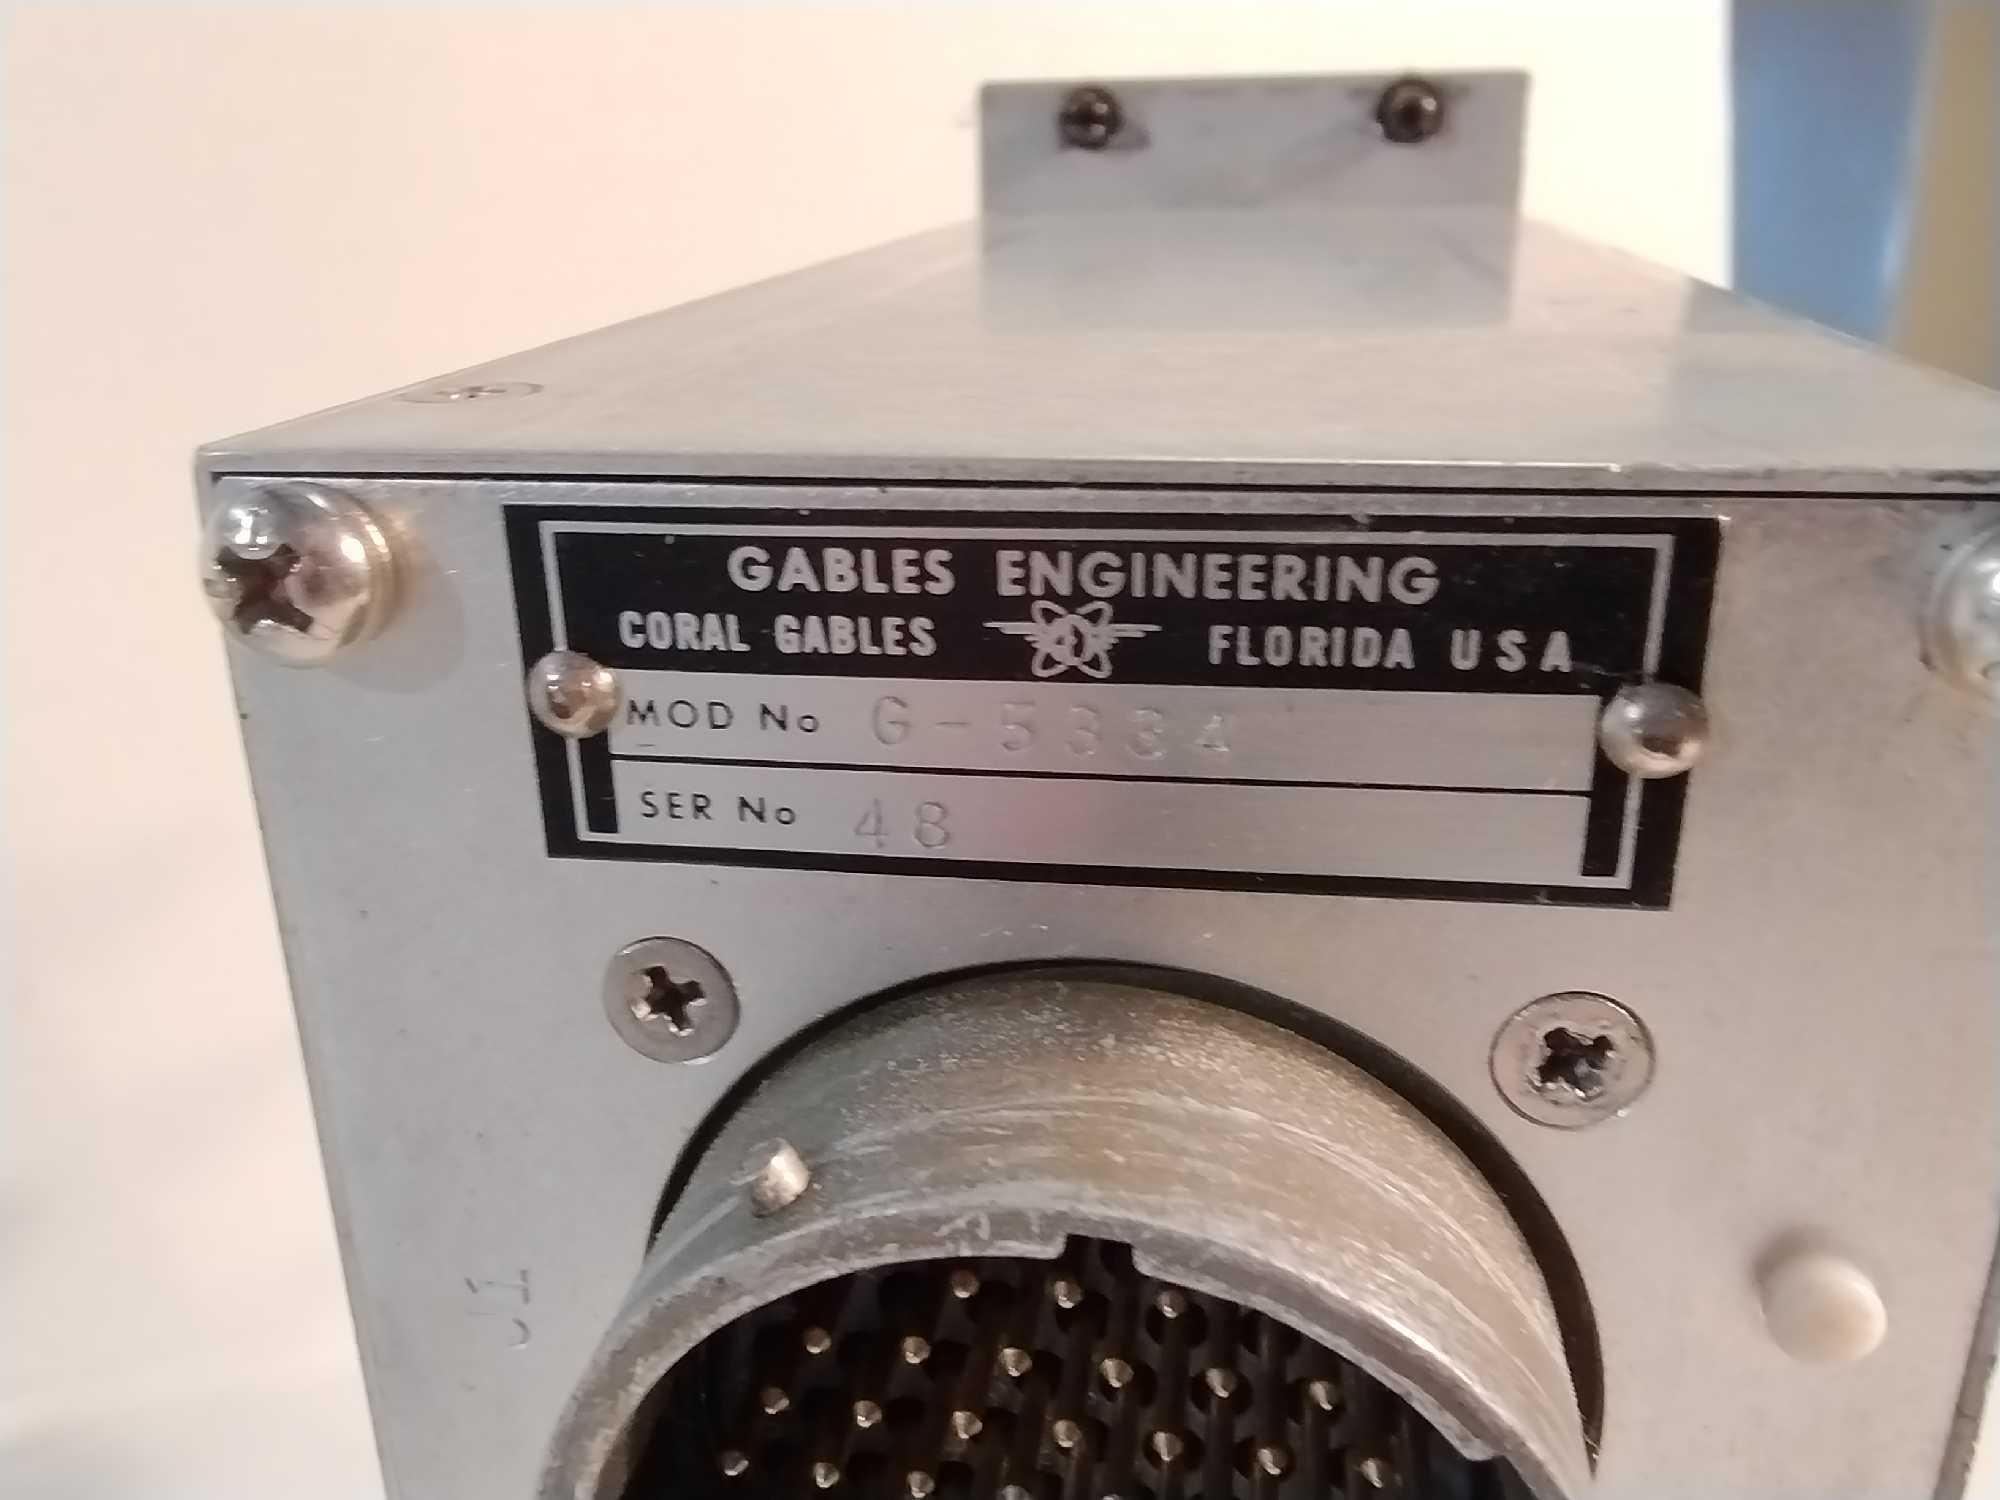 GABLES ENGINEERING
CORAL GABLES FLORIDA USA
MOD No G-5334
SER No 48
J1